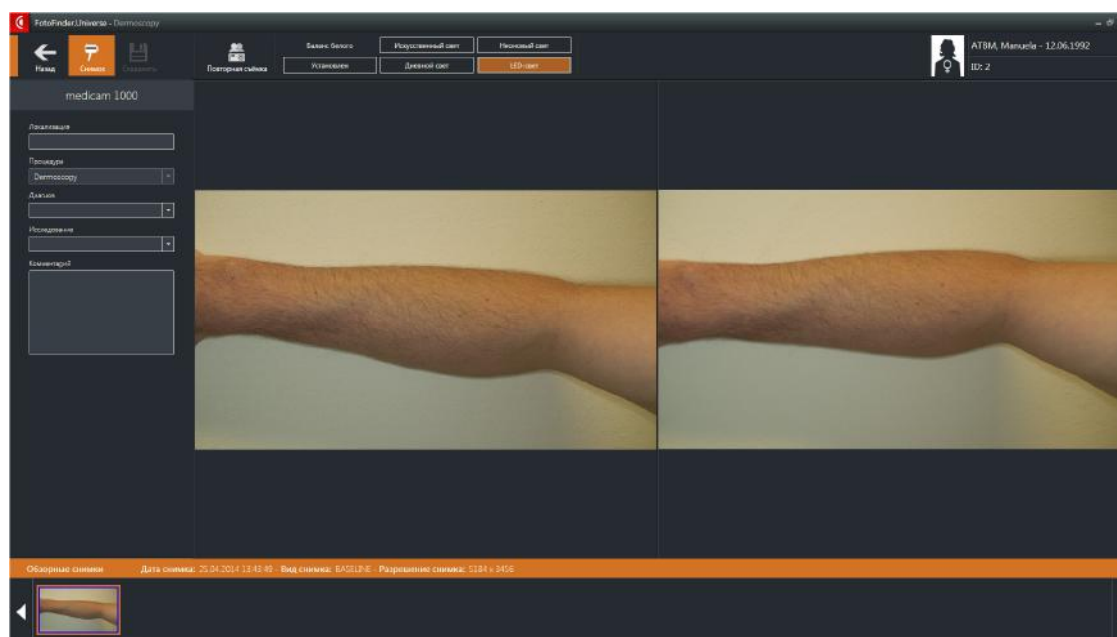 FotoFinder.Universe - Dermoscopy
Назад
Снимок
Сохранить
Повторная съёмка
Баланс белого
Установлен
Искусственный свет
Дневной свет
Неоновый свет
LED-свет
ATBM, Manuela - 12.06.1992
ID: 2
medicam 1000
Локализация
Процедура
Dermoscopy
Диагноз
Исследование
Комментарий
Обзорные снимки Дата снимка: 25.04.2014 13:43:49 - Вид снимка: BASELINE - Разрешение снимка: 5184 x 3456